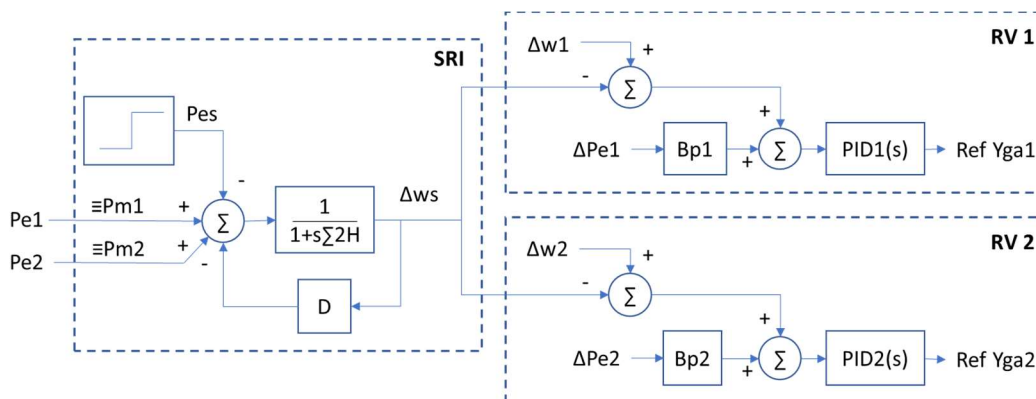 SRI
Pes
-
Pe1
≡Pm1
+
Pe2
≡Pm2
+
-
Σ
1
1+s∑2H
Δws
D
RV 1
Δw1
+
-
Σ
+
ΔPe1
Bp1
+
Σ
PID1(s)
Ref Yga1
RV 2
Δw2
+
-
Σ
+
ΔPe2
Bp2
+
Σ
PID2(s)
Ref Yga2